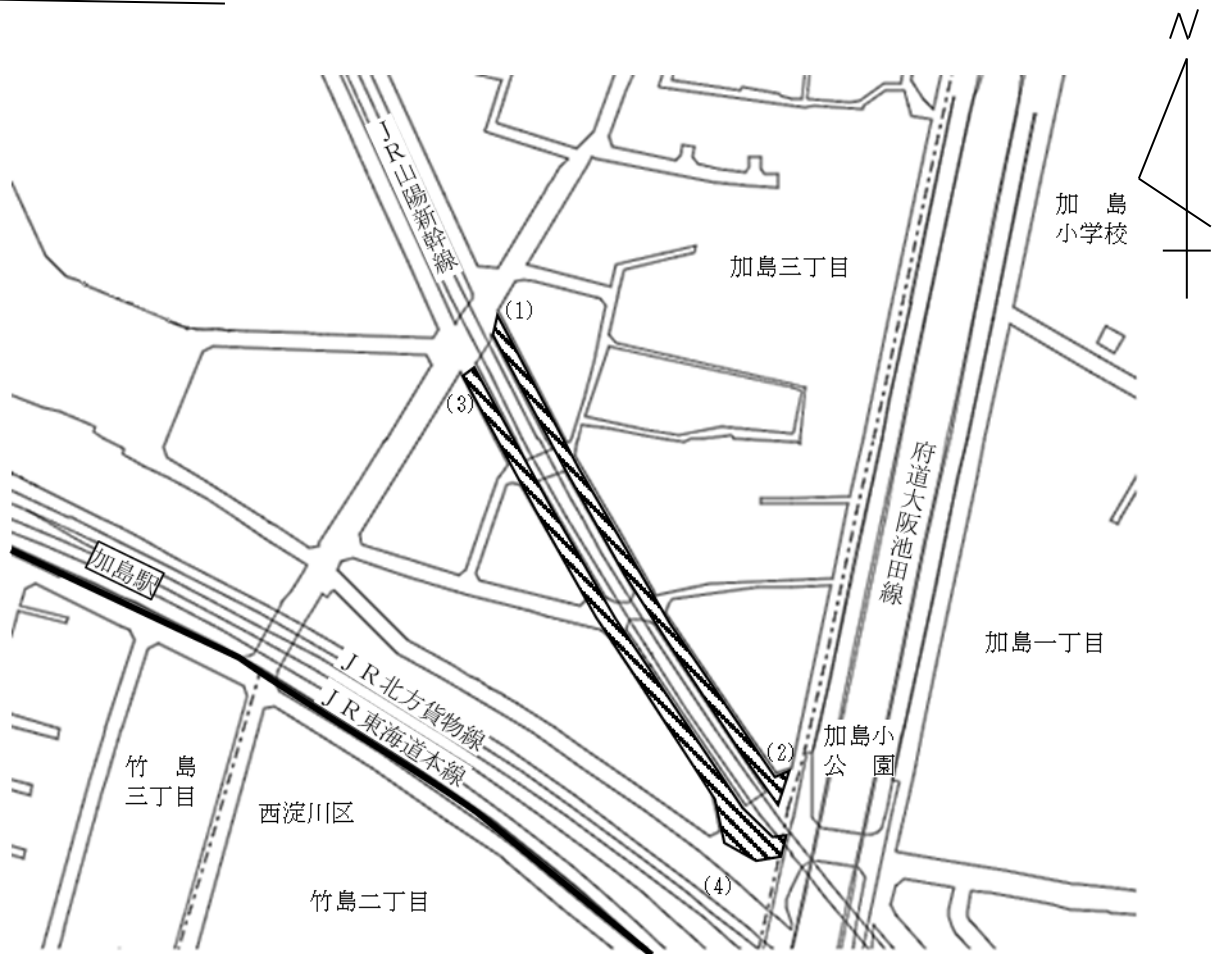 N
JR山陽新幹線
加島
小学校
加島三丁目
(1)
(3)
府道大阪池田線
加島駅
加島一丁目
JR北方貨物線
JR東海道本線
(2)
加島小
公園
竹島
三丁目
西淀川区
(4)
竹島二丁目